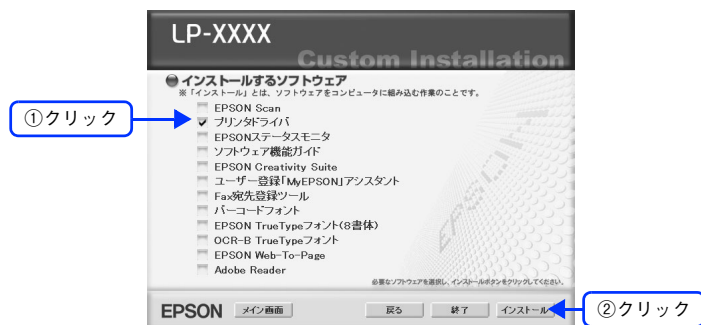 LP-XXXX
Custom Installation
インストールするソフトウェア
※「インストール」とは、ソフトウェアをコンピュータに組み込む作業のことです。
EPSON Scan
①クリック
プリンタドライバ
EPSONステータスモニタ
ソフトウェア機能ガイド
EPSON Creativity Suite
ユーザー登録「MyEPSON」アシスタント
Fax宛先登録ツール
バーコードフォント
EPSON TrueTypeフォント(8書体)
OCR-B TrueTypeフォント
EPSON Web-To-Page
Adobe Reader
EPSON
必要なソフトウェアを選択し、インストールボタンをクリックしてください。
EPSON メイン画面 戻る 終了 インストール
②クリック